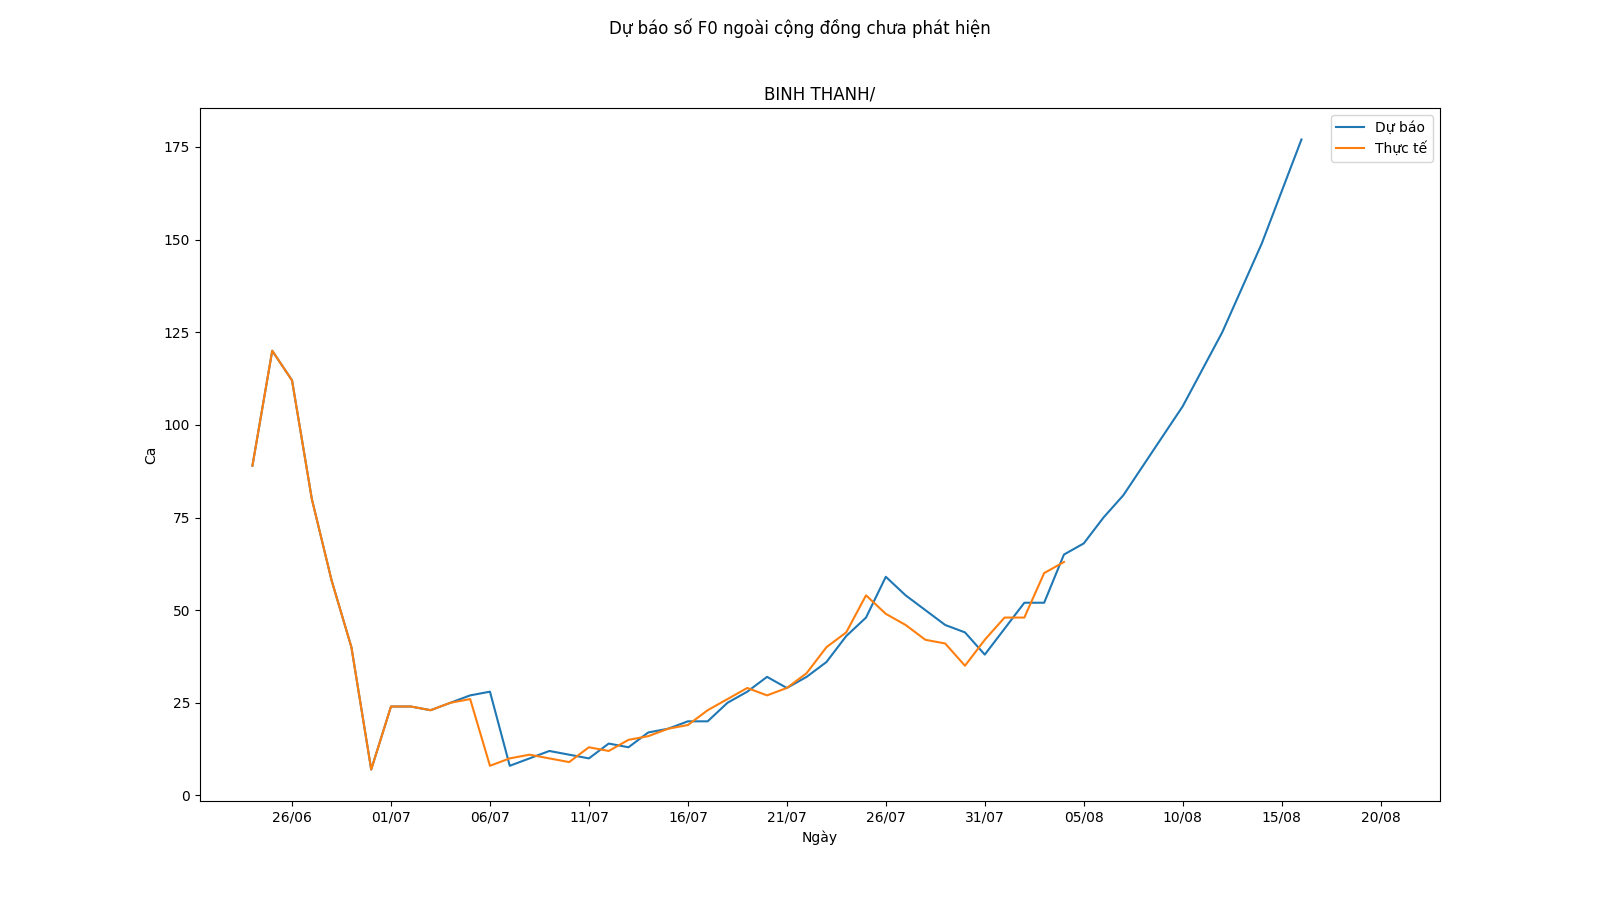 Dự báo số F0 ngoài cộng đồng chưa phát hiện
BINH THANH/
Dự báo
Thực tế
175
150
125
100
75
50
25
0
Ca
26/06 01/07 06/07 11/07 16/07 21/07 26/07 31/07 05/08 10/08 15/08 20/08
Ngày